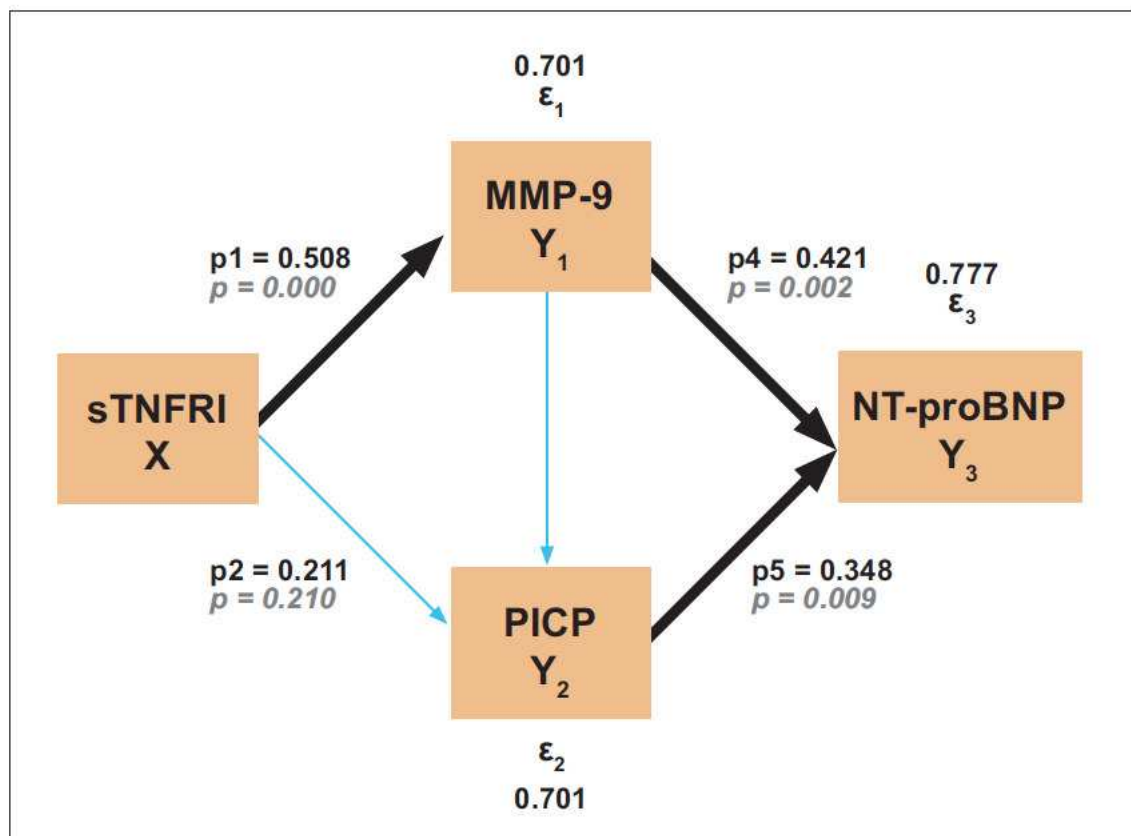 0.701
ε₁
MMP-9
Y₁
p1 = 0.508
p = 0.000
p4 = 0.421
p = 0.002
0.777
ε₃
sTNFRI
X
NT-proBNP
Y₃
p2 = 0.211
p = 0.210
p5 = 0.348
p = 0.009
PICP
Y₂
ε₂
0.701